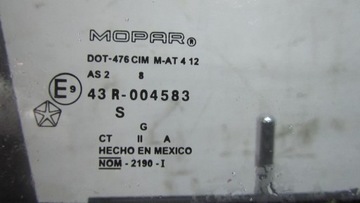 MOPAR®
DOT-476 CIM M-AT 4 12
AS 2 8
E9 43 R-004583
S
G
CT II A
HECHO EN MEXICO
NOM - 2190 - I